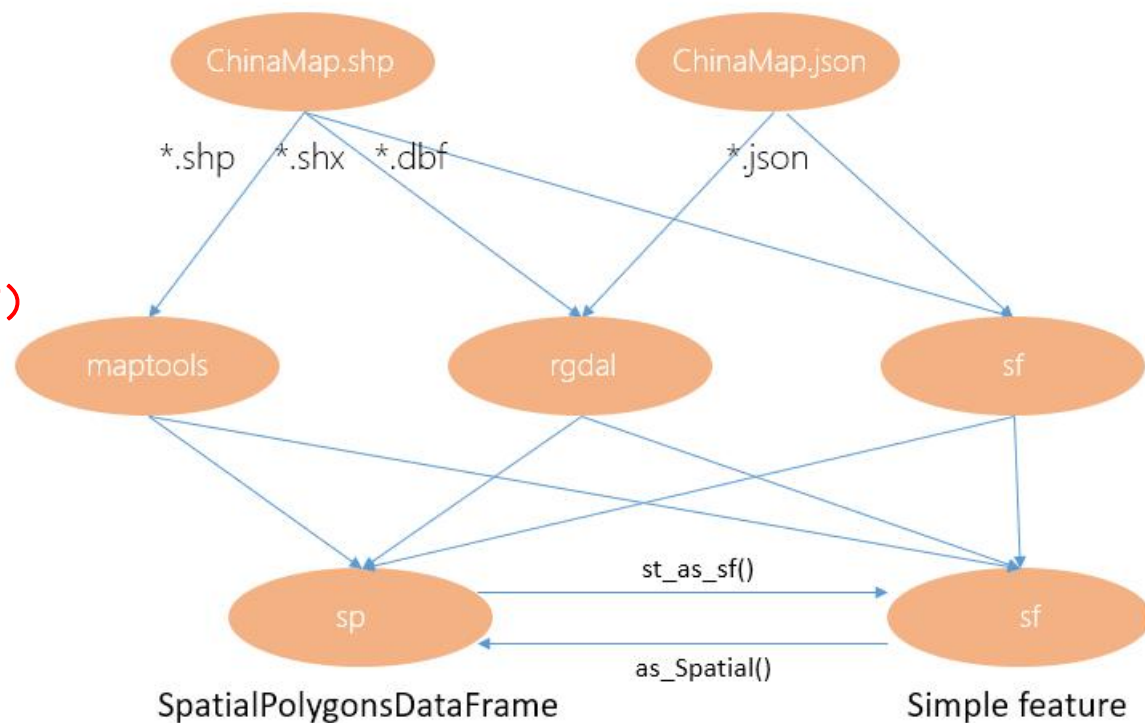 ChinaMap.shp
ChinaMap.json
*.shp
*.shx
*.dbf
*.json
)
maptools
rgdal
sf
st_as_sf()
sp
sf
as_Spatial()
SpatialPolygonsDataFrame
Simple feature